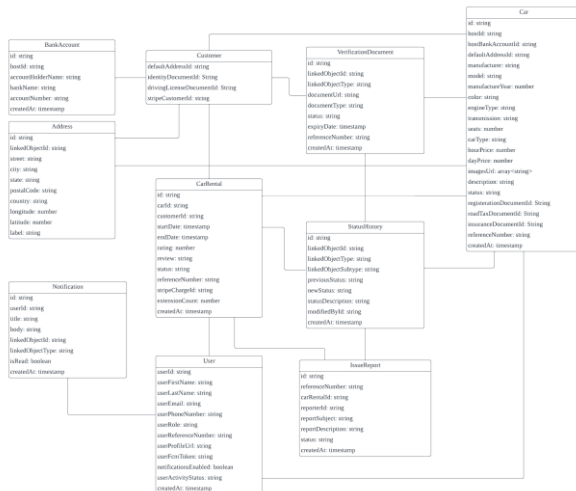 BankAccount
id: string
hostId: string
accountHolderName: string
bankName: string
accountNumber: string
createdAt: timestamp
Customer
defaultAddressId: string
identityDocumentId: String
drivingLicenseDocumentId: String
stripeCustomerId: string
VerificationDocument
id: string
linkedObjectId: string
linkedObjectType: string
documentUrl: string
documentType: string
status: string
expiryDate: timestamp
referenceNumber: string
createdAt: timestamp
Car
id: string
hostId: string
hostBankAccountId: string
defaultAddressId: string
manufacturer: string
model: string
manufactureYear: number
color: string
engineType: string
transmission: string
seats: number
carType: string
hourPrice: number
dayPrice: number
imagesUrl: array<string>
description: string
status: string
registerationDocumentId: String
roadTaxDocumentId: String
insuranceDocumentId: String
referenceNumber: string
createdAt: timestamp
Address
id: string
linkedObjectId: string
street: string
city: string
state: string
postalCode: string
country: string
longitude: number
latitude: number
label: string
CarRental
id: string
carId: string
customerId: string
startDate: timestamp
endDate: timestamp
rating: number
review: string
status: string
referenceNumber: string
stripeChargeId: string
extensionCount: number
createdAt: timestamp
StatusHistory
id: string
linkedObjectId: string
linkedObjectType: string
linkedObjectSubtype: string
previousStatus: string
newStatus: string
statusDescription: string
modifiedById: string
createdAt: timestamp
Notification
id: string
userId: string
title: string
body: string
linkedObjectId: string
linkedObjectType: string
isRead: boolean
createdAt: timestamp
User
userId: string
userFirstName: string
userLastName: string
userEmail: string
userPhoneNumber: string
userRole: string
userReferenceNumber: string
userProfileUrl: string
userFcmToken: string
notificationsEnabled: boolean
userActivityStatus: string
createdAt: timestamp
IssueReport
id: string
referenceNumber: string
carRentalId: string
reporterId: string
reportSubject: string
reportDescription: string
status: string
createdAt: timestamp